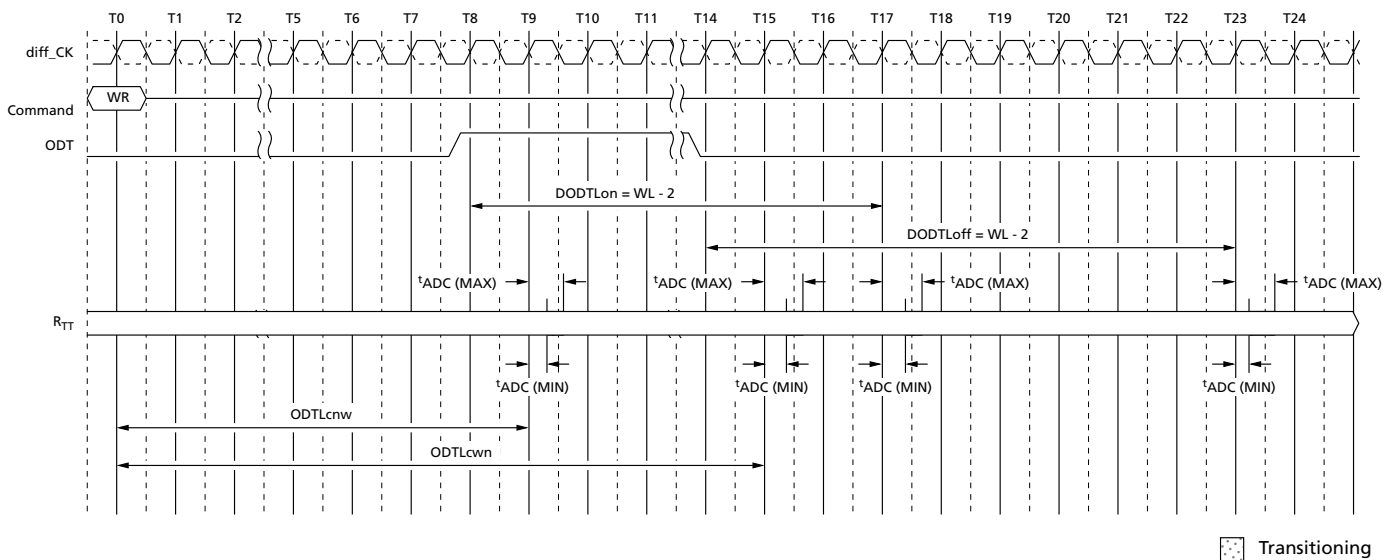 T0 T1 T2 T5 T6 T7 T8 T9 T10 T11 T14 T15 T16 T17 T18 T19 T20 T21 T22 T23 T24
diff_CK
Command WR
ODT
DODTLon = WL - 2
DODTLoff = WL - 2
tADC (MAX) tADC (MAX) tADC (MAX) tADC (MAX)
RTT
tADC (MIN) tADC (MIN) tADC (MIN) tADC (MIN)
ODTLcnw
ODTLcwn
Transitioning